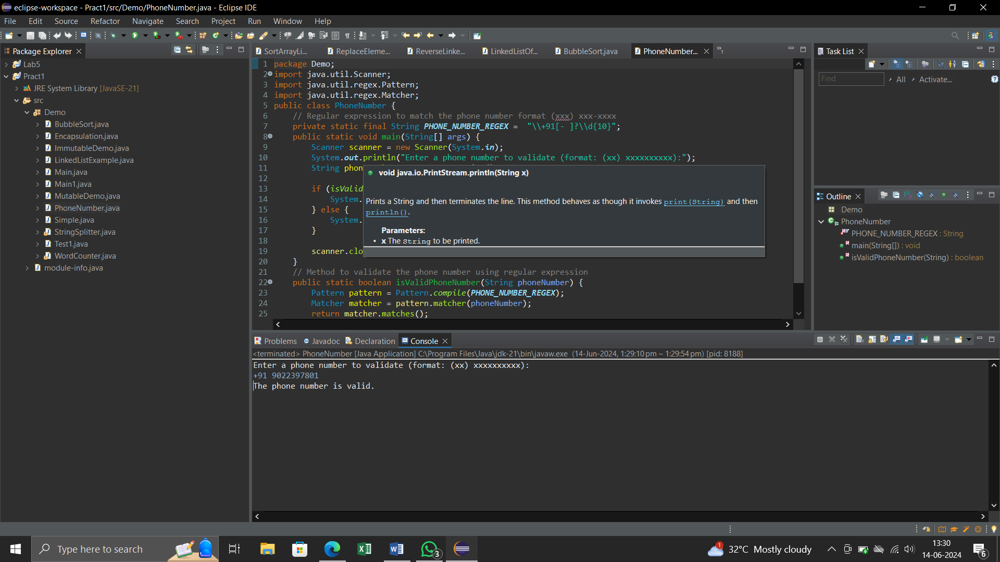 eclipse-workspace - Pract1/src/Demo/PhoneNumber.java - Eclipse IDE
File Edit Source Refactor Navigate Search Project Run Window Help
Package Explorer
Lab5
Pract1
JRE System Library [JavaSE-21]
src
Demo
BubbleSort.java
Encapsulation.java
ImmutableDemo.java
LinkedListExample.java
Main.java
Main1.java
MutableDemo.java
PhoneNumber.java
Simple.java
StringSplitter.java
Test1.java
WordCounter.java
module-info.java
SortArrayLi... ReplaceEleme... ReverseLinke... LinkedListOf... BubbleSort.java PhoneNumber... »1
1 package Demo;
2 import java.util.Scanner;
3 import java.util.regex.Pattern;
4 import java.util.regex.Matcher;
5 public class PhoneNumber {
6 // Regular expression to match the phone number format (xxx) xxx-xxxx
7 private static final String PHONE_NUMBER_REGEX = "\\+91[- ]?\\d{10}";
8 public static void main(String[] args) {
9 Scanner scanner = new Scanner(System.in);
10 System.out.println("Enter a phone number to validate (format: (xx) xxxxxxxxxx):");
11 String phon
12
13 if (isValid
14 System.
15 } else {
16 System.
17 }
18
19 scanner.clo
20 }
21 // Method to validate the phone number using regular expression
22 public static boolean isValidPhoneNumber(String phoneNumber) {
23 Pattern pattern = Pattern.compile(PHONE_NUMBER_REGEX);
24 Matcher matcher = pattern.matcher(phoneNumber);
25 return matcher.matches();
void java.io.PrintStream.println(String x)
Prints a String and then terminates the line. This method behaves as though it invokes print(String) and then
println().
Parameters:
• x The String to be printed.
Task List
Find All Activate...
Outline
Demo
PhoneNumber
PHONE_NUMBER_REGEX : String
main(String[]) : void
isValidPhoneNumber(String) : boolean
Problems Javadoc Declaration Console
<terminated> PhoneNumber [Java Application] C:\Program Files\Java\jdk-21\bin\javaw.exe (14-Jun-2024, 1:29:10 pm – 1:29:54 pm) [pid: 8188]
Enter a phone number to validate (format: (xx) xxxxxxxxxx):
+91 9022397801
The phone number is valid.
Type here to search
3
1
32°C Mostly cloudy
13:30
14-06-2024
6